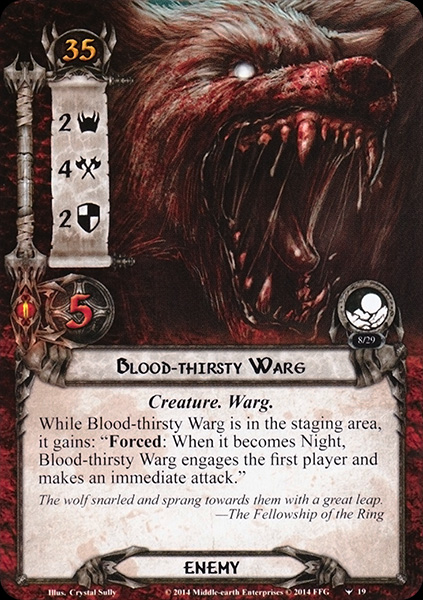 35
2
4
2
5
8/29
Blood-thirsty Warg
Creature. Warg.
While Blood-thirsty Warg is in the staging area,
it gains: “Forced: When it becomes Night,
Blood-thirsty Warg engages the first player and
makes an immediate attack.”
The wolf snarled and sprang towards them with a great leap.
—The Fellowship of the Ring
ENEMY
Illus. Crystal Sully © 2014 Middle-earth Enterprises © 2014 FFG 19